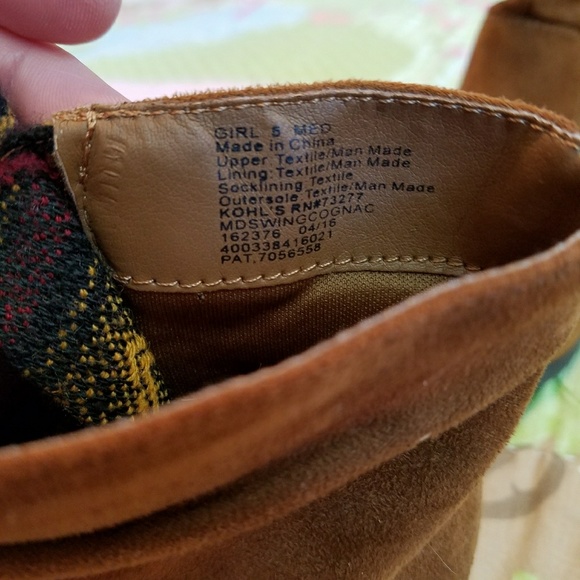 GIRL 5 MED
Made in China
Upper: Textile/Man Made
Lining: Textile/Man Made
Socklining Textile
Outersole Textile/Man Made
KOHL'S RN#73277
MDSWINGCOGNAC
162376 04/16
400338416021
PAT.7056558